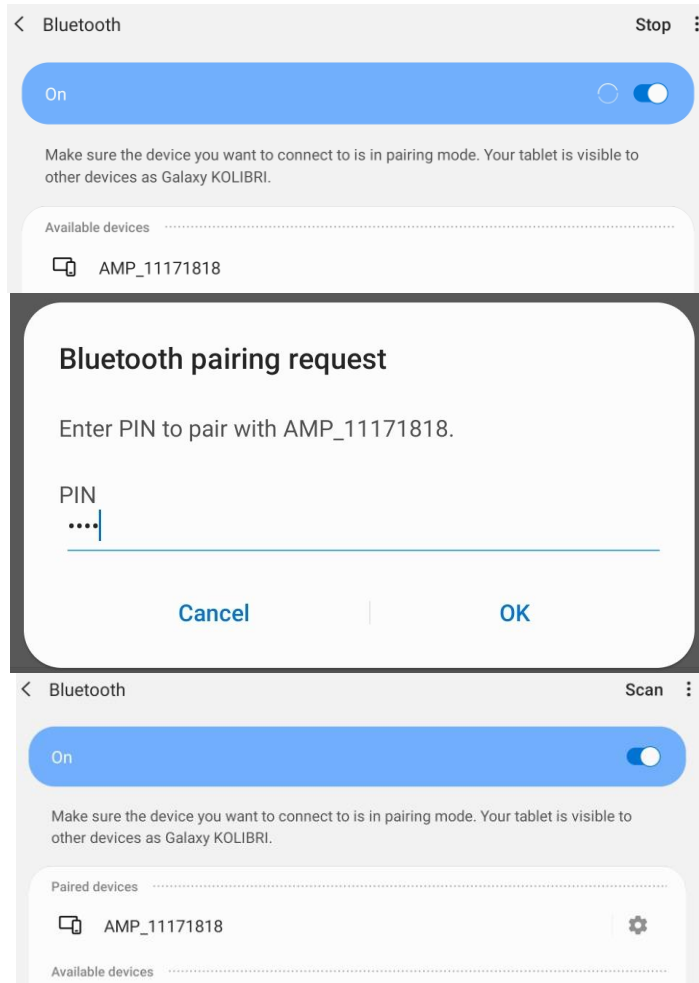 Bluetooth Stop
On
Make sure the device you want to connect to is in pairing mode. Your tablet is visible to
other devices as Galaxy KOLIBRI.
Available devices
AMP_11171818
Bluetooth pairing request
Enter PIN to pair with AMP_11171818.
PIN
••••
Cancel OK
Bluetooth Scan
On
Make sure the device you want to connect to is in pairing mode. Your tablet is visible to
other devices as Galaxy KOLIBRI.
Paired devices
AMP_11171818
Available devices